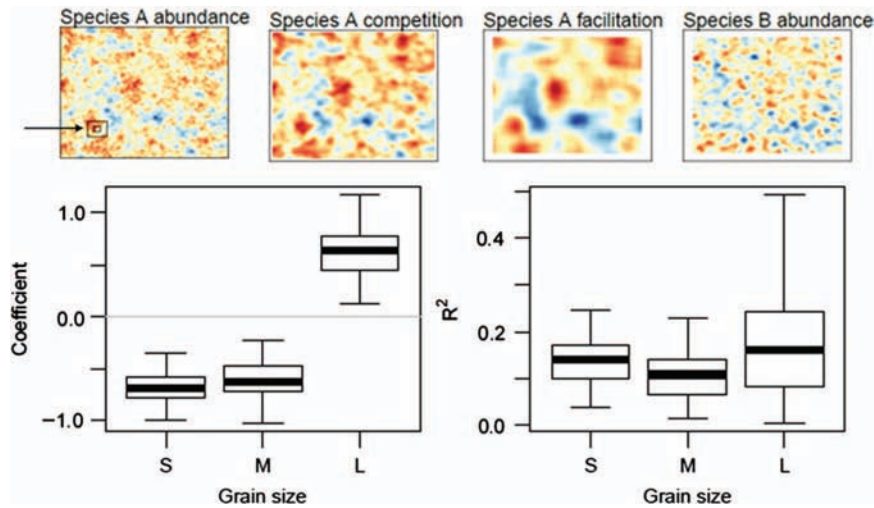 Species A abundance
Species A competition
Species A facilitation
Species B abundance
Coefficient
1.0
0.0
−1.0
S M L
Grain size
R2
0.4
0.2
0.0
S M L
Grain size